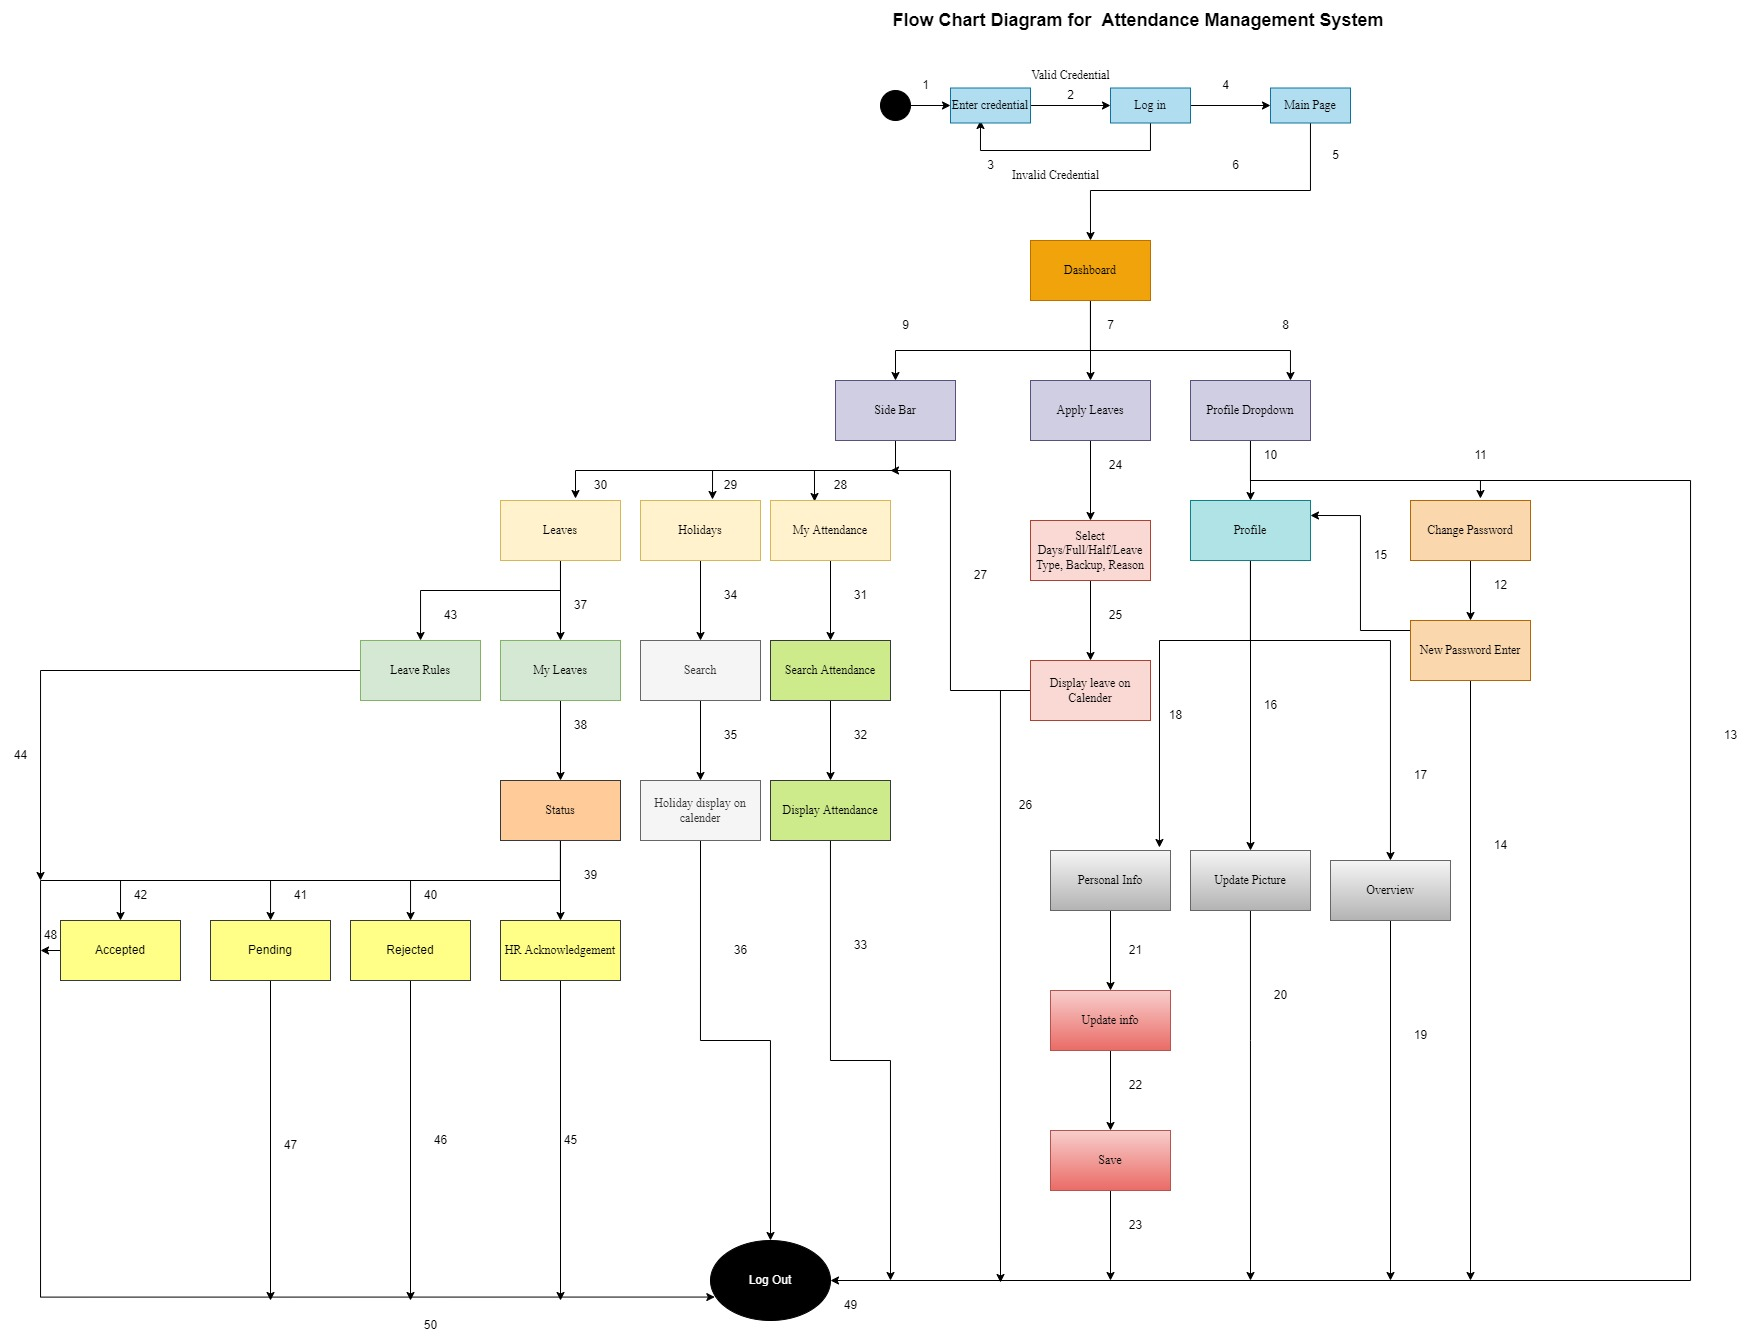 Flow Chart Diagram for  Attendance Management System
Valid Credential
1
2
4
Enter credential
Log in
Main Page
3
6
5
Invalid Credential
Dashboard
9
7
8
Side Bar
Apply Leaves
Profile Dropdown
24
10
11
30
29
28
Leaves
Holidays
My Attendance
Select
Days/Full/Half/Leave
Type, Backup, Reason
Profile
Change Password
15
27
12
43
37
34
31
25
Leave Rules
My Leaves
Search
Search Attendance
Display leave on
Calender
New Password Enter
38
35
32
18
16
13
44
17
Status
Holiday display on
calender
Display Attendance
26
14
39
42
41
40
Personal Info
Update Picture
Overview
48
Accepted
Pending
Rejected
HR Acknowledgement
36
33
21
20
Update info
19
22
47
46
45
Save
23
Log Out
49
50